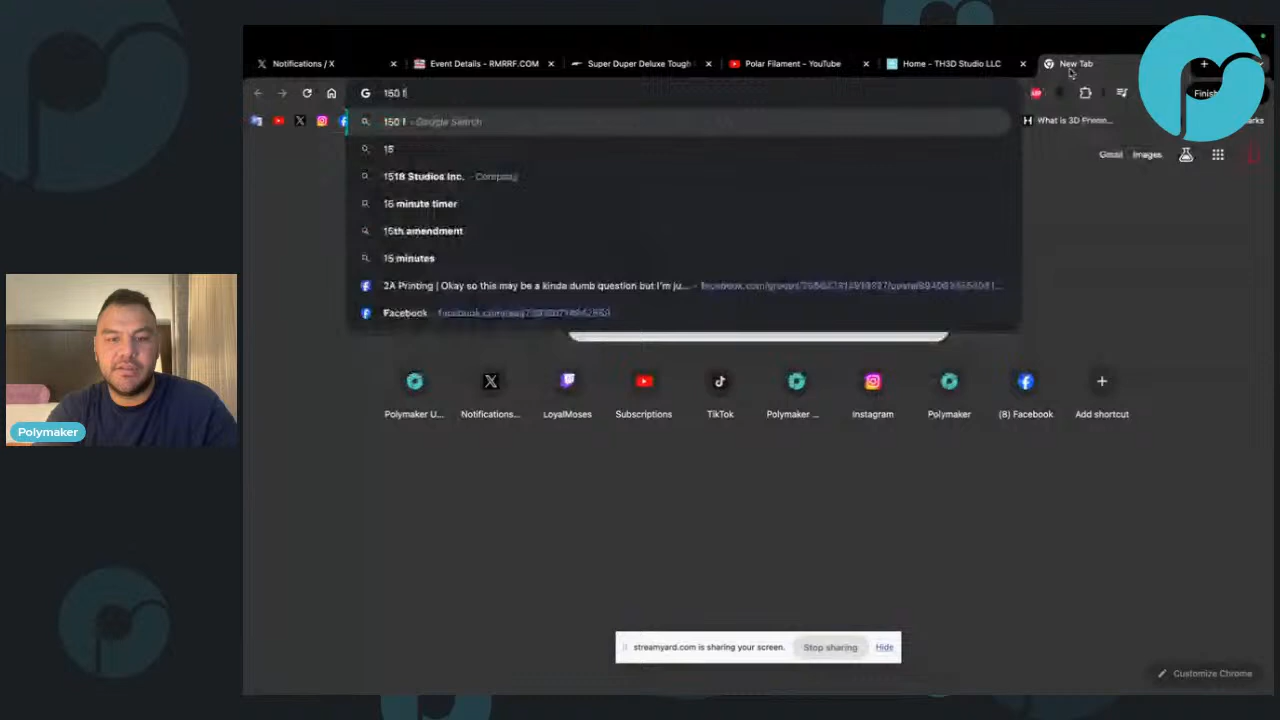 Notifications / X
Event Details - RMRRF.COM
Super Duper Deluxe Tough
Polar Filament - YouTube
Home - TH3D Studio LLC
New Tab
150 f
Finish
150 f - Google Search
What is 3D Printin...
15
Gmail Images
1518 Studios Inc. - Company
15 minute timer
15th amendment
15 minutes
2A Printing | Okay so this may be a kinda dumb question but I'm ju...
Facebook
Polymaker U...
Notifications...
LoyalMoses
Subscriptions
TikTok
Polymaker ...
Instagram
Polymaker
(8) Facebook
Add shortcut
Polymaker
streamyard.com is sharing your screen.
Stop sharing
Hide
Customize Chrome